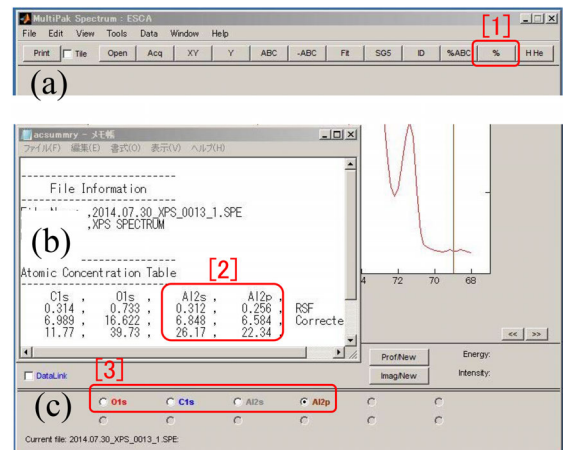 MultiPak Spectrum : ESCA
[1]
File Edit View Tools Data Window Help
Print Tile Open Acq XY Y ABC -ABC Fit SG5 ID %ABC % H He
(a)
acsummry - メモ帳
ファイル(F) 編集(E) 書式(O) 表示(V) ヘルプ(H)
File Information
,2014.07.30_XPS_0013_1.SPE
,XPS SPECTRUM
(b)
Atomic Concentration Table
[2]
C1s , O1s , Al2s , Al2p ,
0.314 , 0.733 , 0.312 , 0.256 , RSF
6.989 , 16.622 , 6.848 , 6.584 , Correcte
11.77 , 39.73 , 26.17 , 22.34
4 72 70 68
<< >>
Prof/New Energy:
Imag/New Intensity:
DataLink
[3]
(c)
O1s C1s Al2s Al2p
Current file: 2014.07.30_XPS_0013_1.SPE